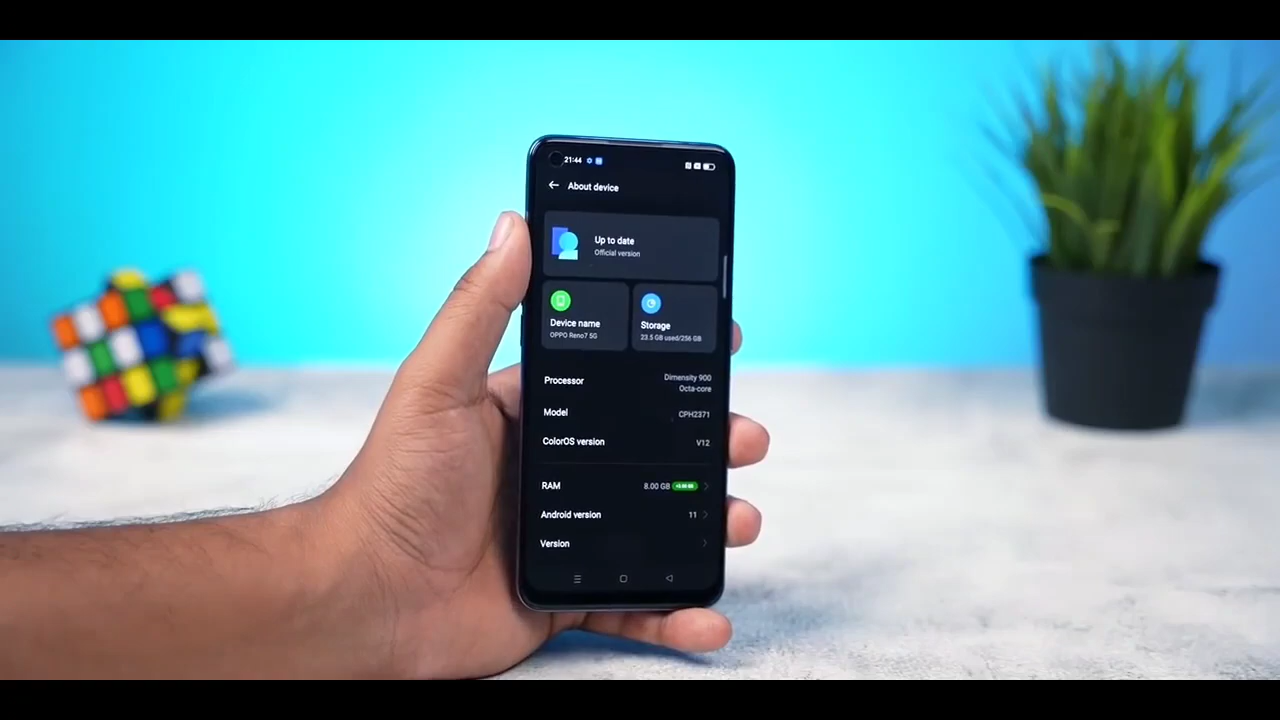 21:44
About device
Up to date
Official version
Device name
OPPO Reno7 5G
Storage
23.5 GB used/256 GB
Processor
Dimensity 900
Octa-core
Model
CPH2371
ColorOS version
V12
RAM
8.00 GB
Android version
11
Version